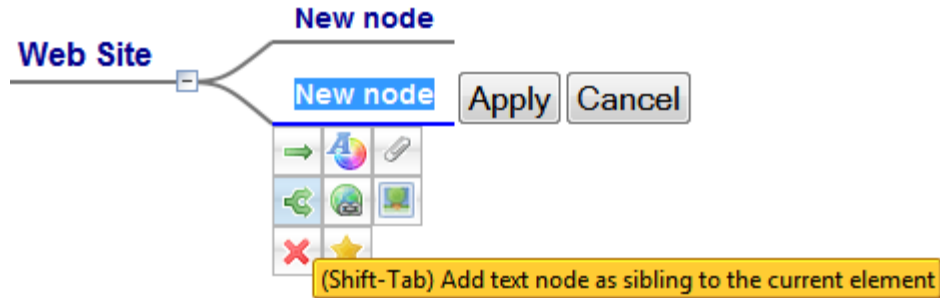 New node
Web Site
New node Apply Cancel
(Shift-Tab) Add text node as sibling to the current element